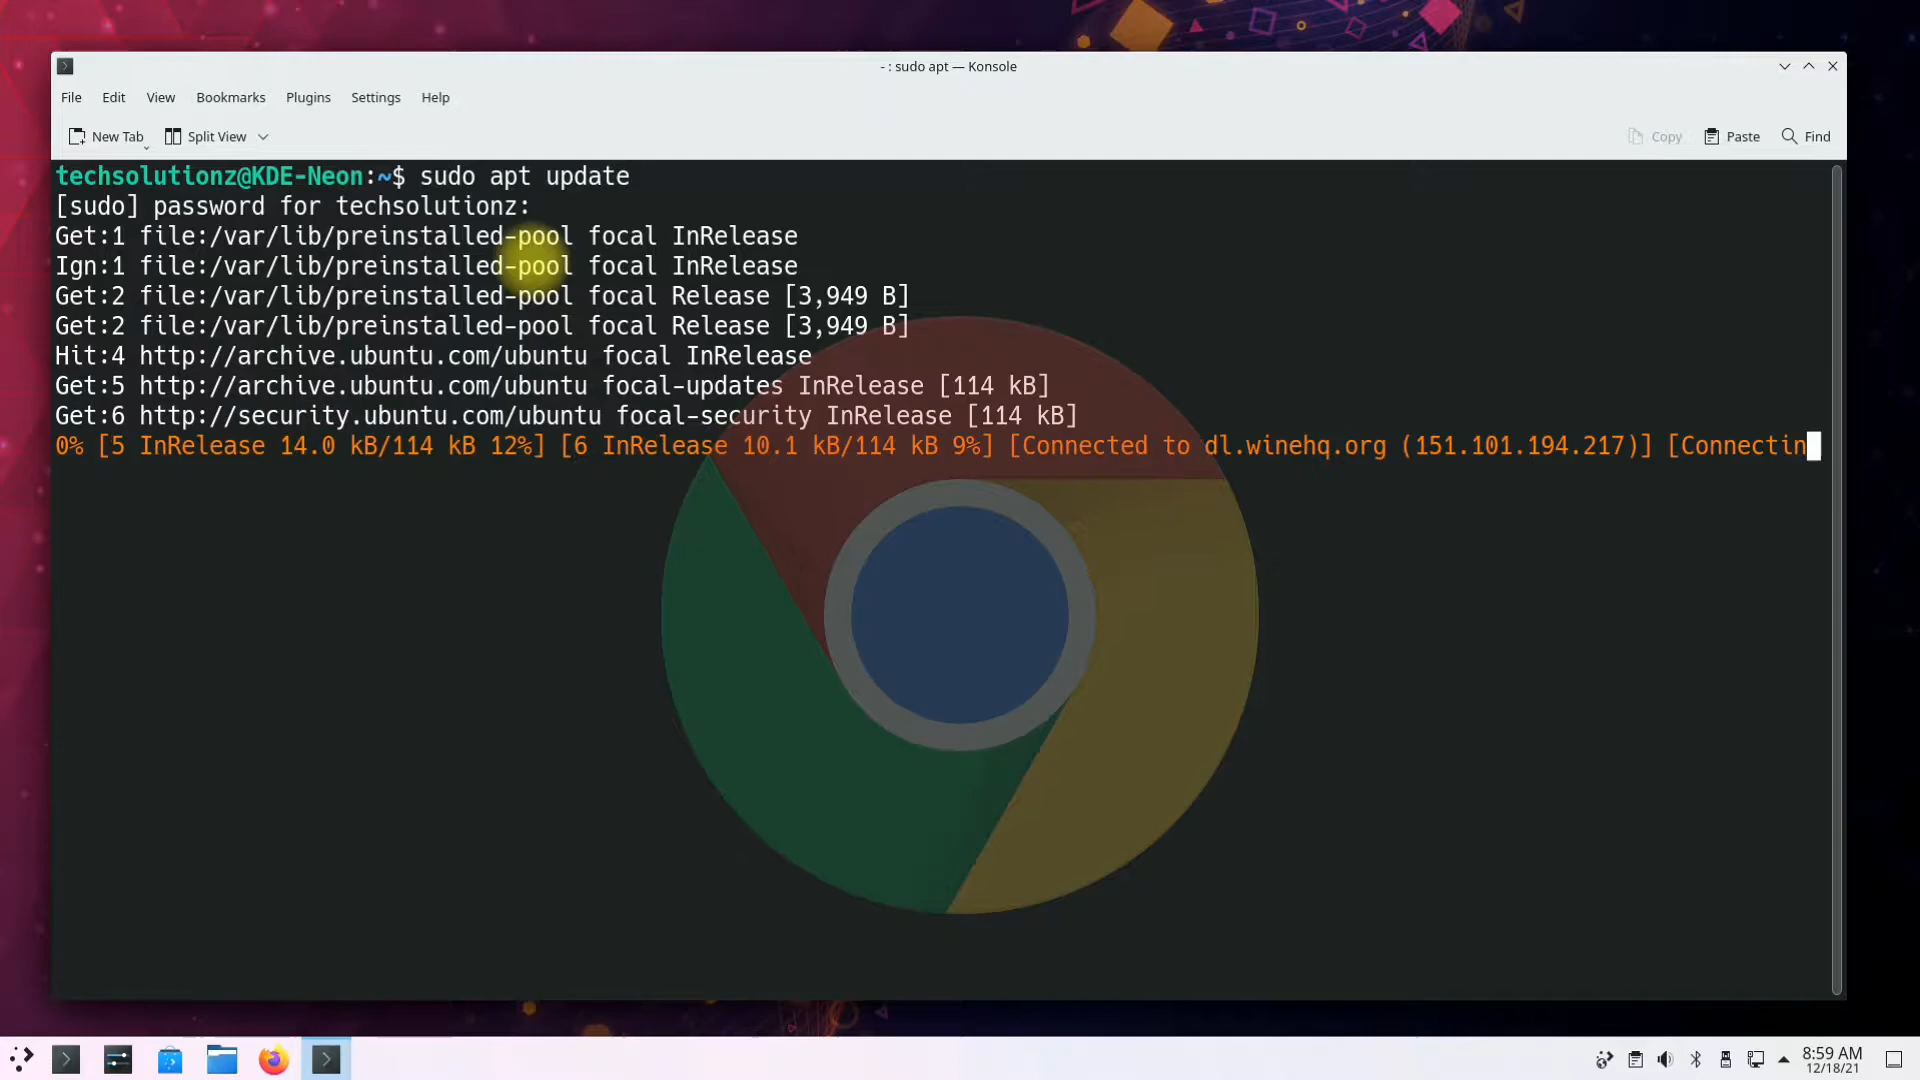 - : sudo apt — Konsole
File Edit View Bookmarks Plugins Settings Help
New Tab Split View Copy Paste Find
techsolutionz@KDE-Neon:~$ sudo apt update
[sudo] password for techsolutionz:
Get:1 file:/var/lib/preinstalled-pool focal InRelease
Ign:1 file:/var/lib/preinstalled-pool focal InRelease
Get:2 file:/var/lib/preinstalled-pool focal Release [3,949 B]
Get:2 file:/var/lib/preinstalled-pool focal Release [3,949 B]
Hit:4 http://archive.ubuntu.com/ubuntu focal InRelease
Get:5 http://archive.ubuntu.com/ubuntu focal-updates InRelease [114 kB]
Get:6 http://security.ubuntu.com/ubuntu focal-security InRelease [114 kB]
0% [5 InRelease 14.0 kB/114 kB 12%] [6 InRelease 10.1 kB/114 kB 9%] [Connected to dl.winehq.org (151.101.194.217)] [Connectin
8:59 AM
12/18/21